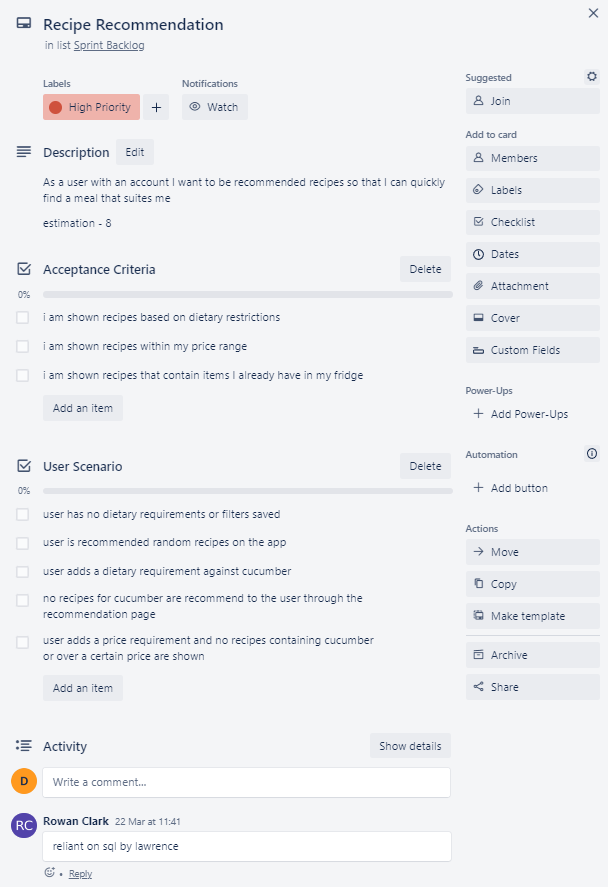 Recipe Recommendation
in list Sprint Backlog
Labels
Notifications
High Priority
+
Watch
Description
Edit
As a user with an account I want to be recommended recipes so that I can quickly
find a meal that suites me
estimation - 8
Acceptance Criteria
Delete
0%
i am shown recipes based on dietary restrictions
i am shown recipes within my price range
i am shown recipes that contain items I already have in my fridge
Add an item
User Scenario
Delete
0%
user has no dietary requirements or filters saved
user is recommended random recipes on the app
user adds a dietary requirement against cucumber
no recipes for cucumber are recommend to the user through the
recommendation page
user adds a price requirement and no recipes containing cucumber
or over a certain price are shown
Add an item
Activity
Show details
D
Write a comment...
RC
Rowan Clark 22 Mar at 11:41
reliant on sql by lawrence
• Reply
Suggested
Join
Add to card
Members
Labels
Checklist
Dates
Attachment
Cover
Custom Fields
Power-Ups
+ Add Power-Ups
Automation
+ Add button
Actions
Move
Copy
Make template
Archive
Share